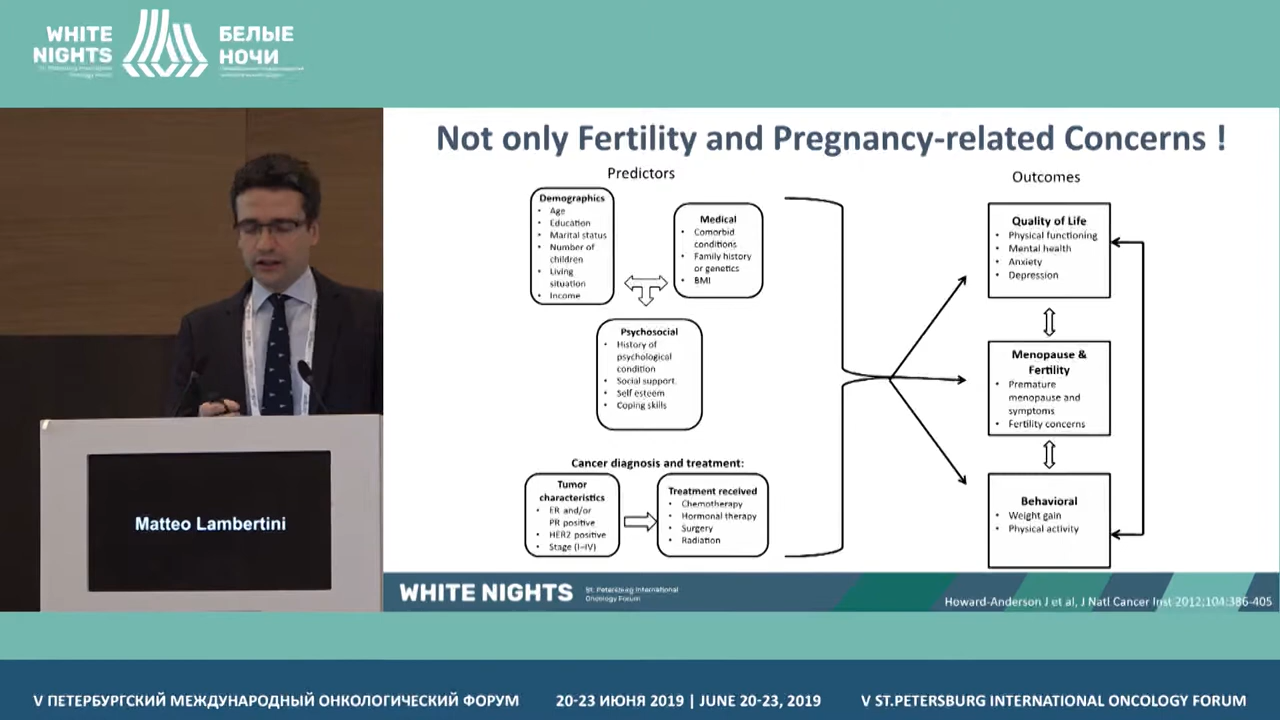 WHITE
NIGHTS
St. Petersburg International
Oncology Forum
БЕЛЫЕ
НОЧИ
Not only Fertility and Pregnancy-related Concerns !
Predictors
Outcomes
Demographics
• Age
• Education
• Marital status
• Number of
children
• Living
situation
• Income
Medical
• Comorbid
conditions
• Family history
or genetics
• BMI
Psychosocial
• History of
psychological
condition
• Social support.
• Self esteem
• Coping skills
Cancer diagnosis and treatment:
Tumor
characteristics
• ER and/or
PR positive
• HER2 positive
• Stage (I–IV)
Treatment received
• Chemotherapy
• Hormonal therapy
• Surgery
• Radiation
Quality of Life
• Physical functioning
• Mental health
• Anxiety
• Depression
Menopause &
Fertility
• Premature
menopause and
symptoms
• Fertility concerns
Behavioral
• Weight gain
• Physical activity
Matteo Lambertini
WHITE NIGHTS
St. Petersburg International
Oncology Forum
Howard-Anderson J et al, J Natl Cancer Inst 2012;104:386-405
V ПЕТЕРБУРГСКИЙ МЕЖДУНАРОДНЫЙ ОНКОЛОГИЧЕСКИЙ ФОРУМ
20-23 ИЮНЯ 2019 | JUNE 20-23, 2019
V ST.PETERSBURG INTERNATIONAL ONCOLOGY FORUM